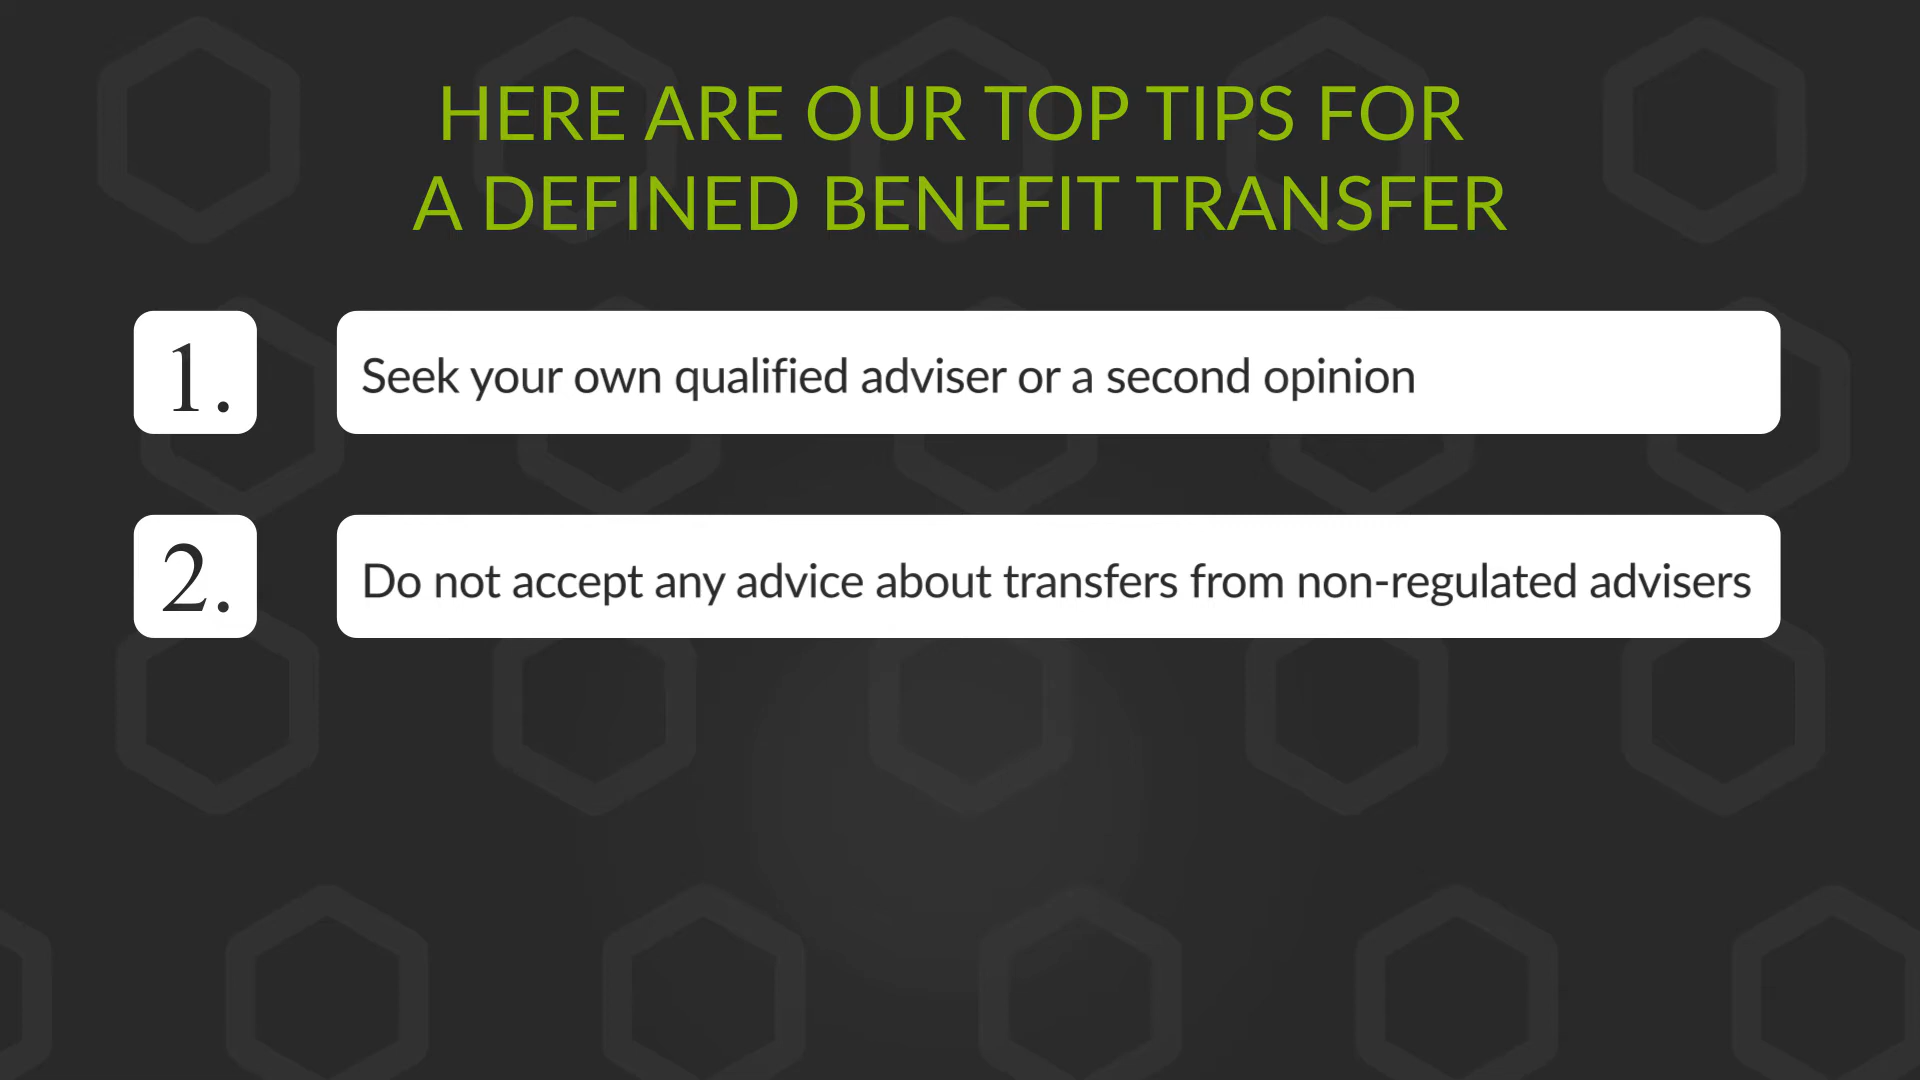 HERE ARE OUR TOP TIPS FOR
A DEFINED BENEFIT TRANSFER
1. Seek your own qualified adviser or a second opinion
2. Do not accept any advice about transfers from non-regulated advisers